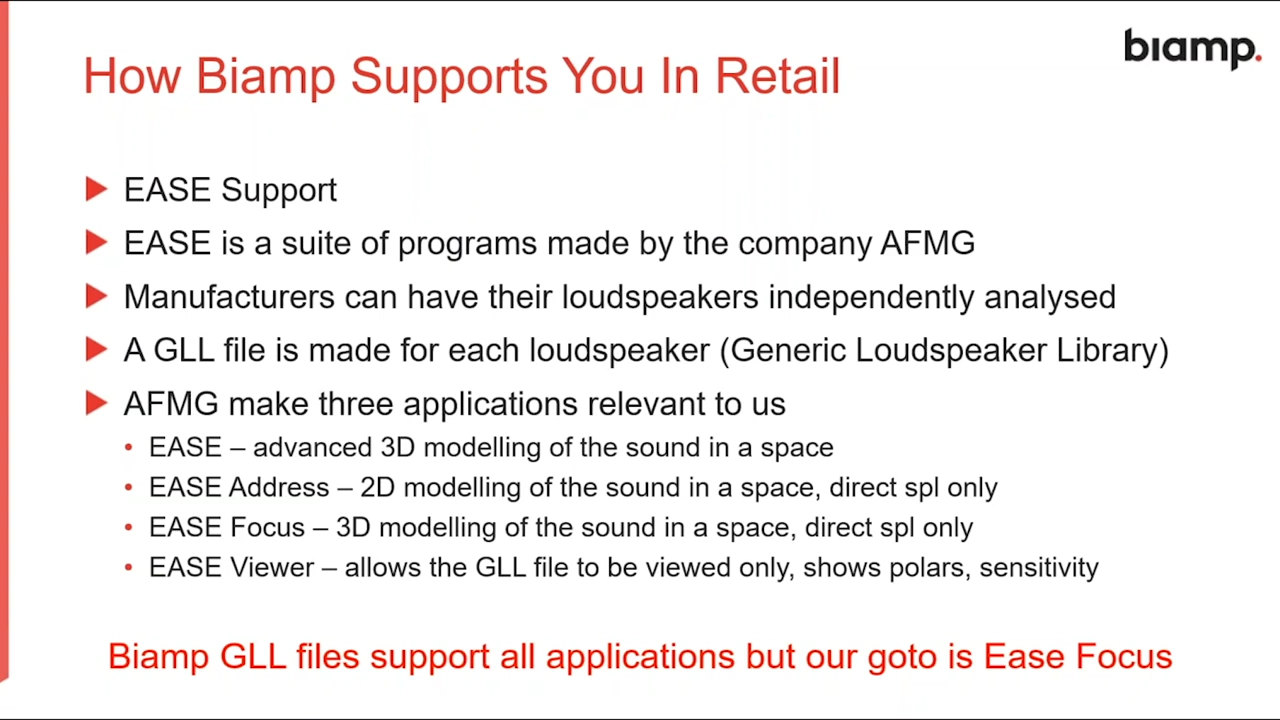 biamp.
How Biamp Supports You In Retail
EASE Support
EASE is a suite of programs made by the company AFMG
Manufacturers can have their loudspeakers independently analysed
A GLL file is made for each loudspeaker (Generic Loudspeaker Library)
AFMG make three applications relevant to us
EASE – advanced 3D modelling of the sound in a space
EASE Address – 2D modelling of the sound in a space, direct spl only
EASE Focus – 3D modelling of the sound in a space, direct spl only
EASE Viewer – allows the GLL file to be viewed only, shows polars, sensitivity
Biamp GLL files support all applications but our goto is Ease Focus